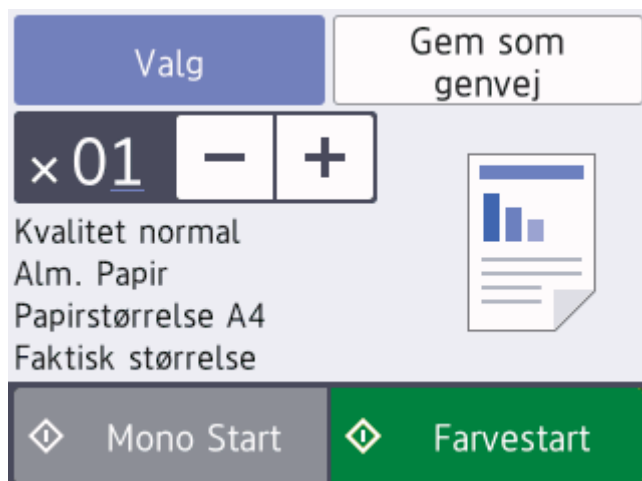 Valg
Gem som
genvej
×01
− +
Kvalitet normal
Alm. Papir
Papirstørrelse A4
Faktisk størrelse
Mono Start
Farvestart